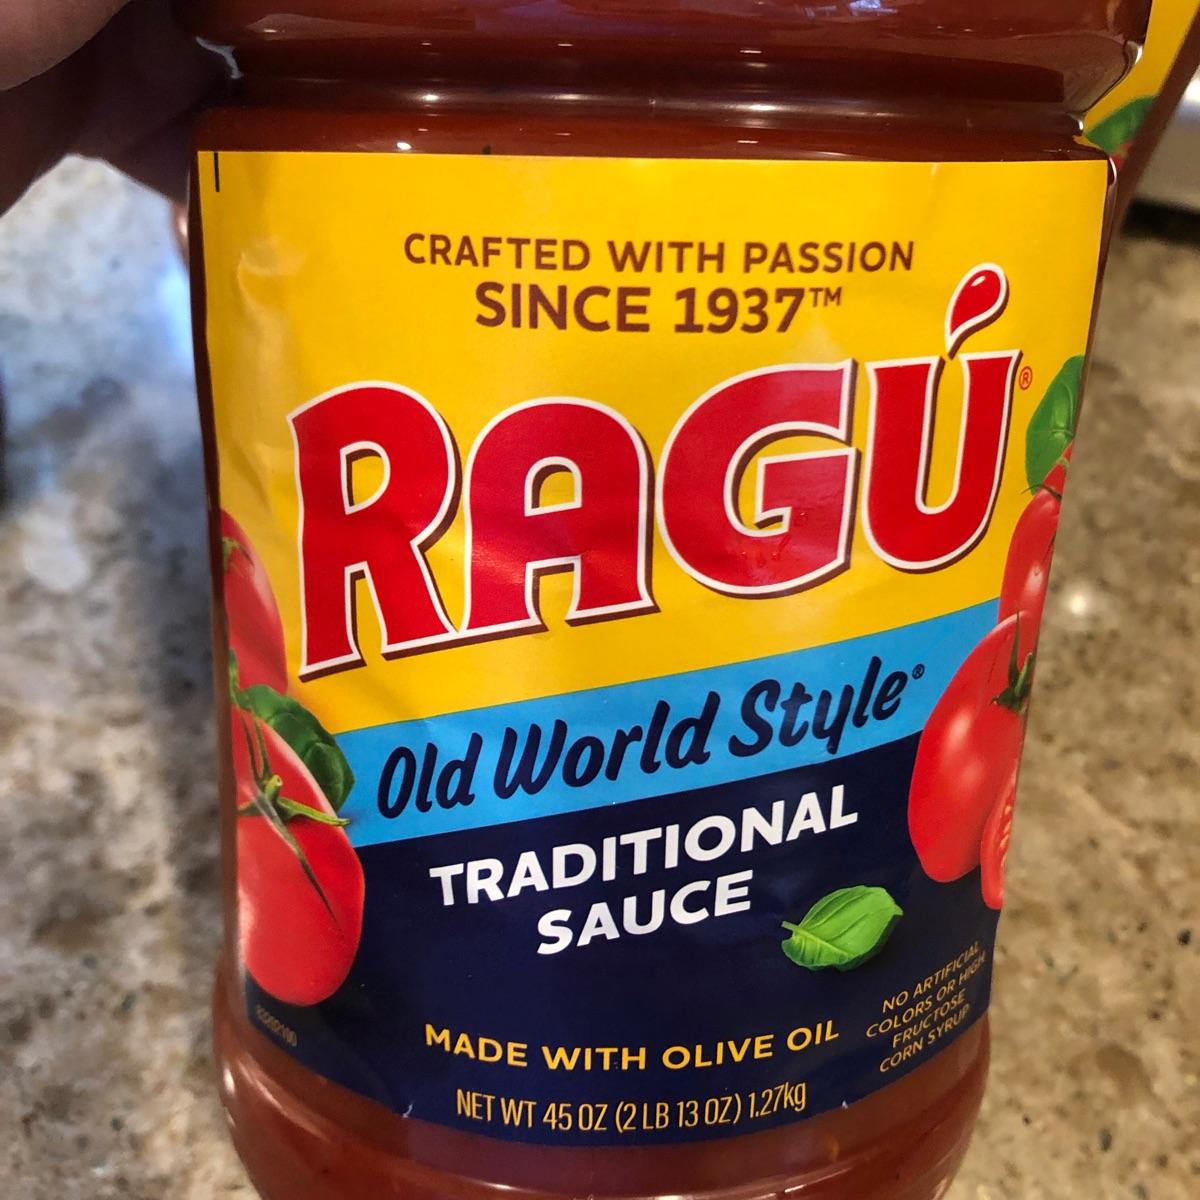 CRAFTED WITH PASSION
SINCE 1937™
RAGÚ®
Old World Style®
TRADITIONAL
SAUCE
NO ARTIFICIAL
COLORS OR HIGH
FRUCTOSE
CORN SYRUP
MADE WITH OLIVE OIL
NET WT 45 OZ (2 LB 13 OZ) 1.27kg